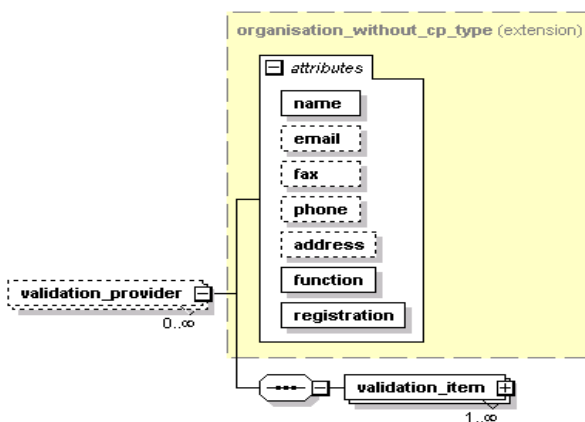 organisation_without_cp_type (extension)
attributes
name
email
fax
phone
address
function
registration
validation_provider
0..∞
validation_item
1..∞